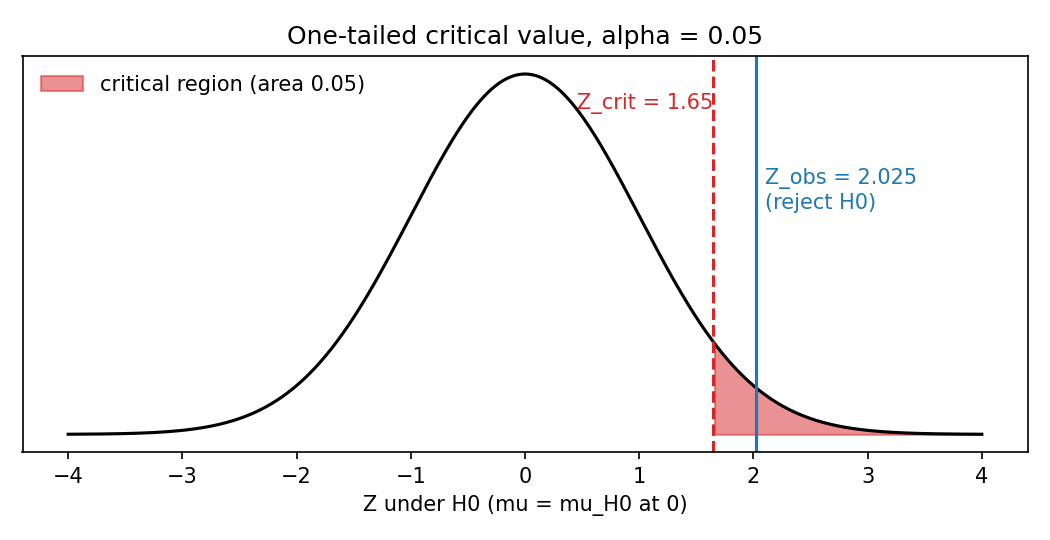 One-tailed critical value, alpha = 0.05
critical region (area 0.05)
Z_crit = 1.65
Z_obs = 2.025
(reject H0)
−4 −3 −2 −1 0 1 2 3 4
Z under H0 (mu = mu_H0 at 0)